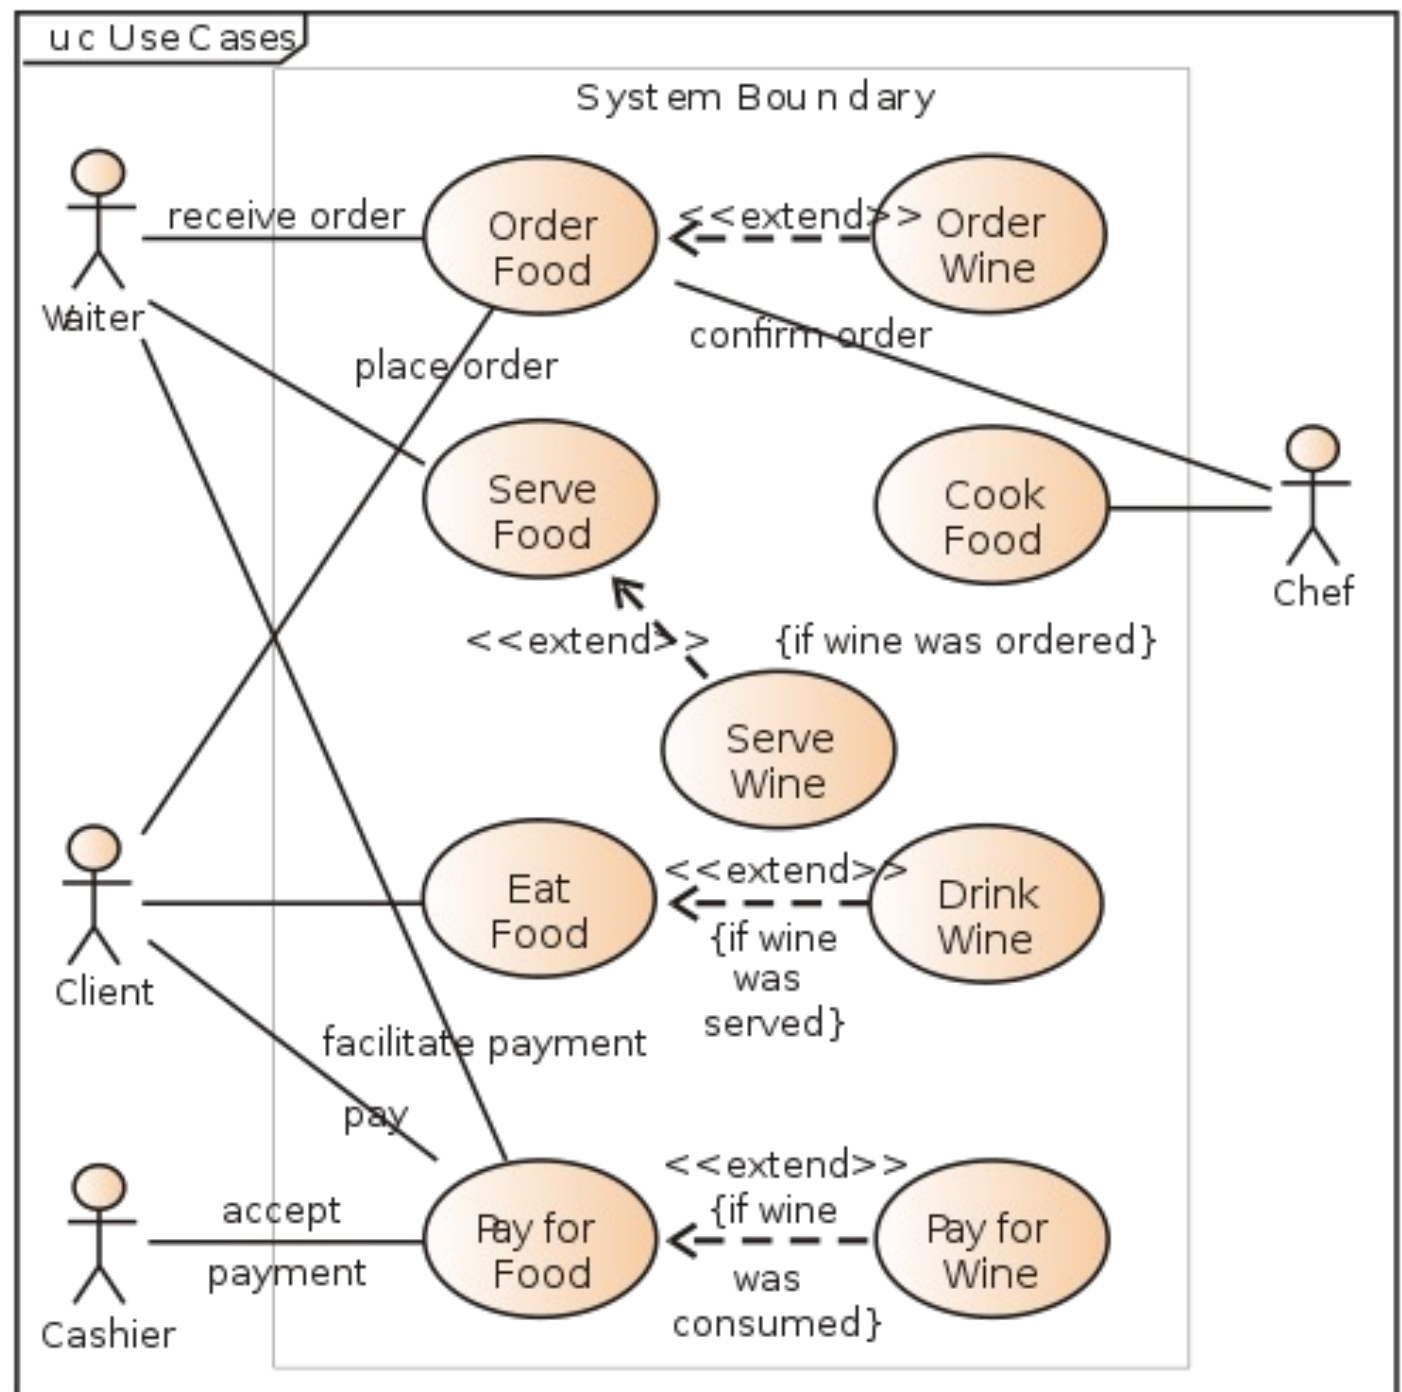 uc UseCases
System Boundary
receive order
Order
Food
<<extend>>
Order
Wine
Waiter
confirm order
place order
Serve
Food
Cook
Food
Chef
<<extend>>
{if wine was ordered}
Serve
Wine
Eat
Food
<<extend>>
{if wine
was
served}
Drink
Wine
Client
facilitate payment
pay
accept
payment
Cashier
Pay for
Food
<<extend>>
{if wine
was
consumed}
Pay for
Wine